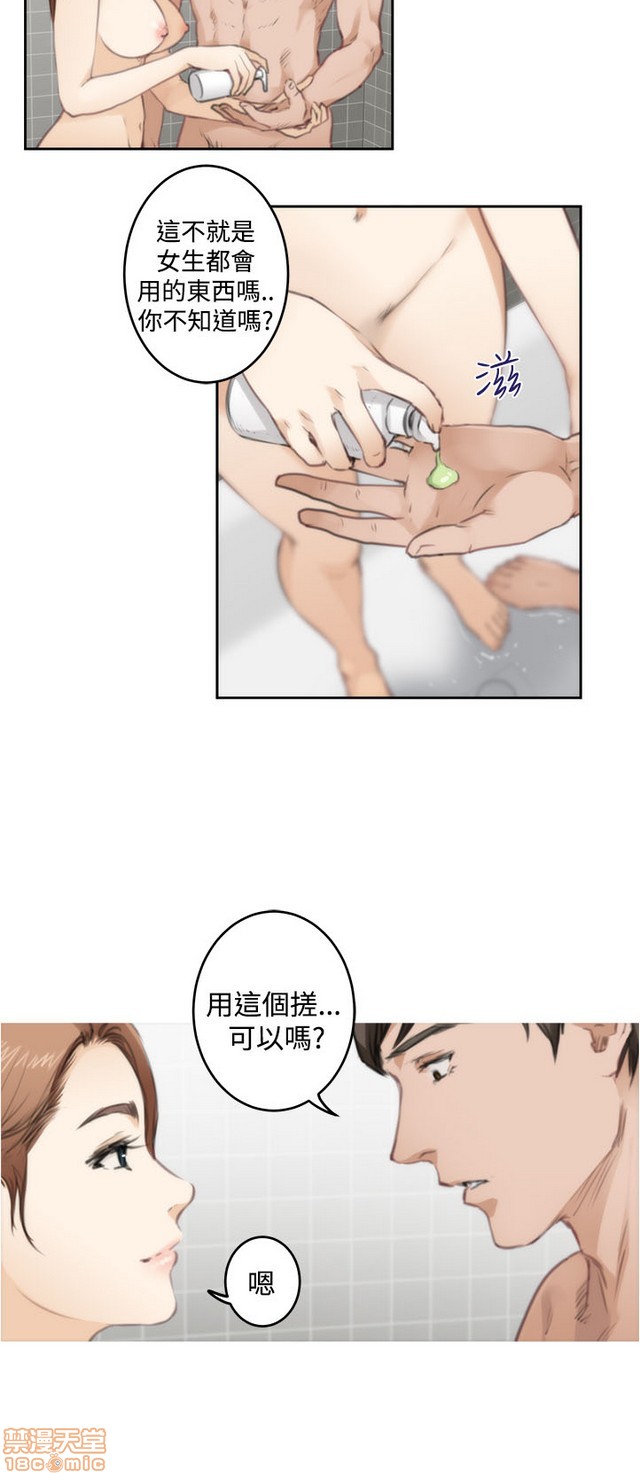 這不就是
女生都會
用的東西嗎..
你不知道嗎?
滋
用這個搓...
可以嗎?
嗯
禁漫天堂
18comic